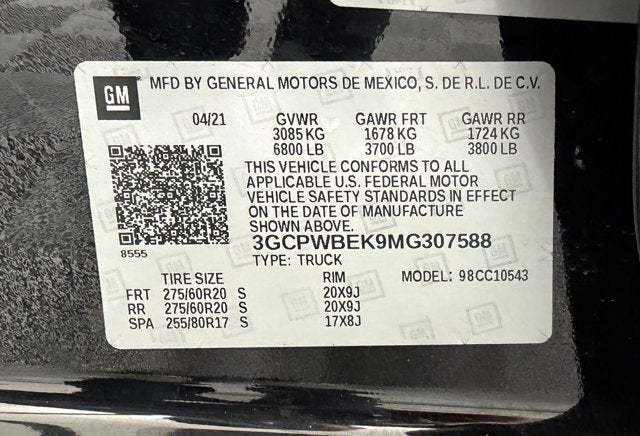 GM MFD BY GENERAL MOTORS DE MEXICO, S. DE R.L. DE C.V.
04/21 GVWR GAWR FRT GAWR RR
3085 KG 1678 KG 1724 KG
6800 LB 3700 LB 3800 LB
THIS VEHICLE CONFORMS TO ALL
APPLICABLE U.S. FEDERAL MOTOR
VEHICLE SAFETY STANDARDS IN EFFECT
ON THE DATE OF MANUFACTURE
SHOWN ABOVE.
3GCPWBEK9MG307588
8555
TYPE: TRUCK
TIRE SIZE RIM MODEL: 98CC10543
FRT 275/60R20 S 20X9J
RR 275/60R20 S 20X9J
SPA 255/80R17 S 17X8J